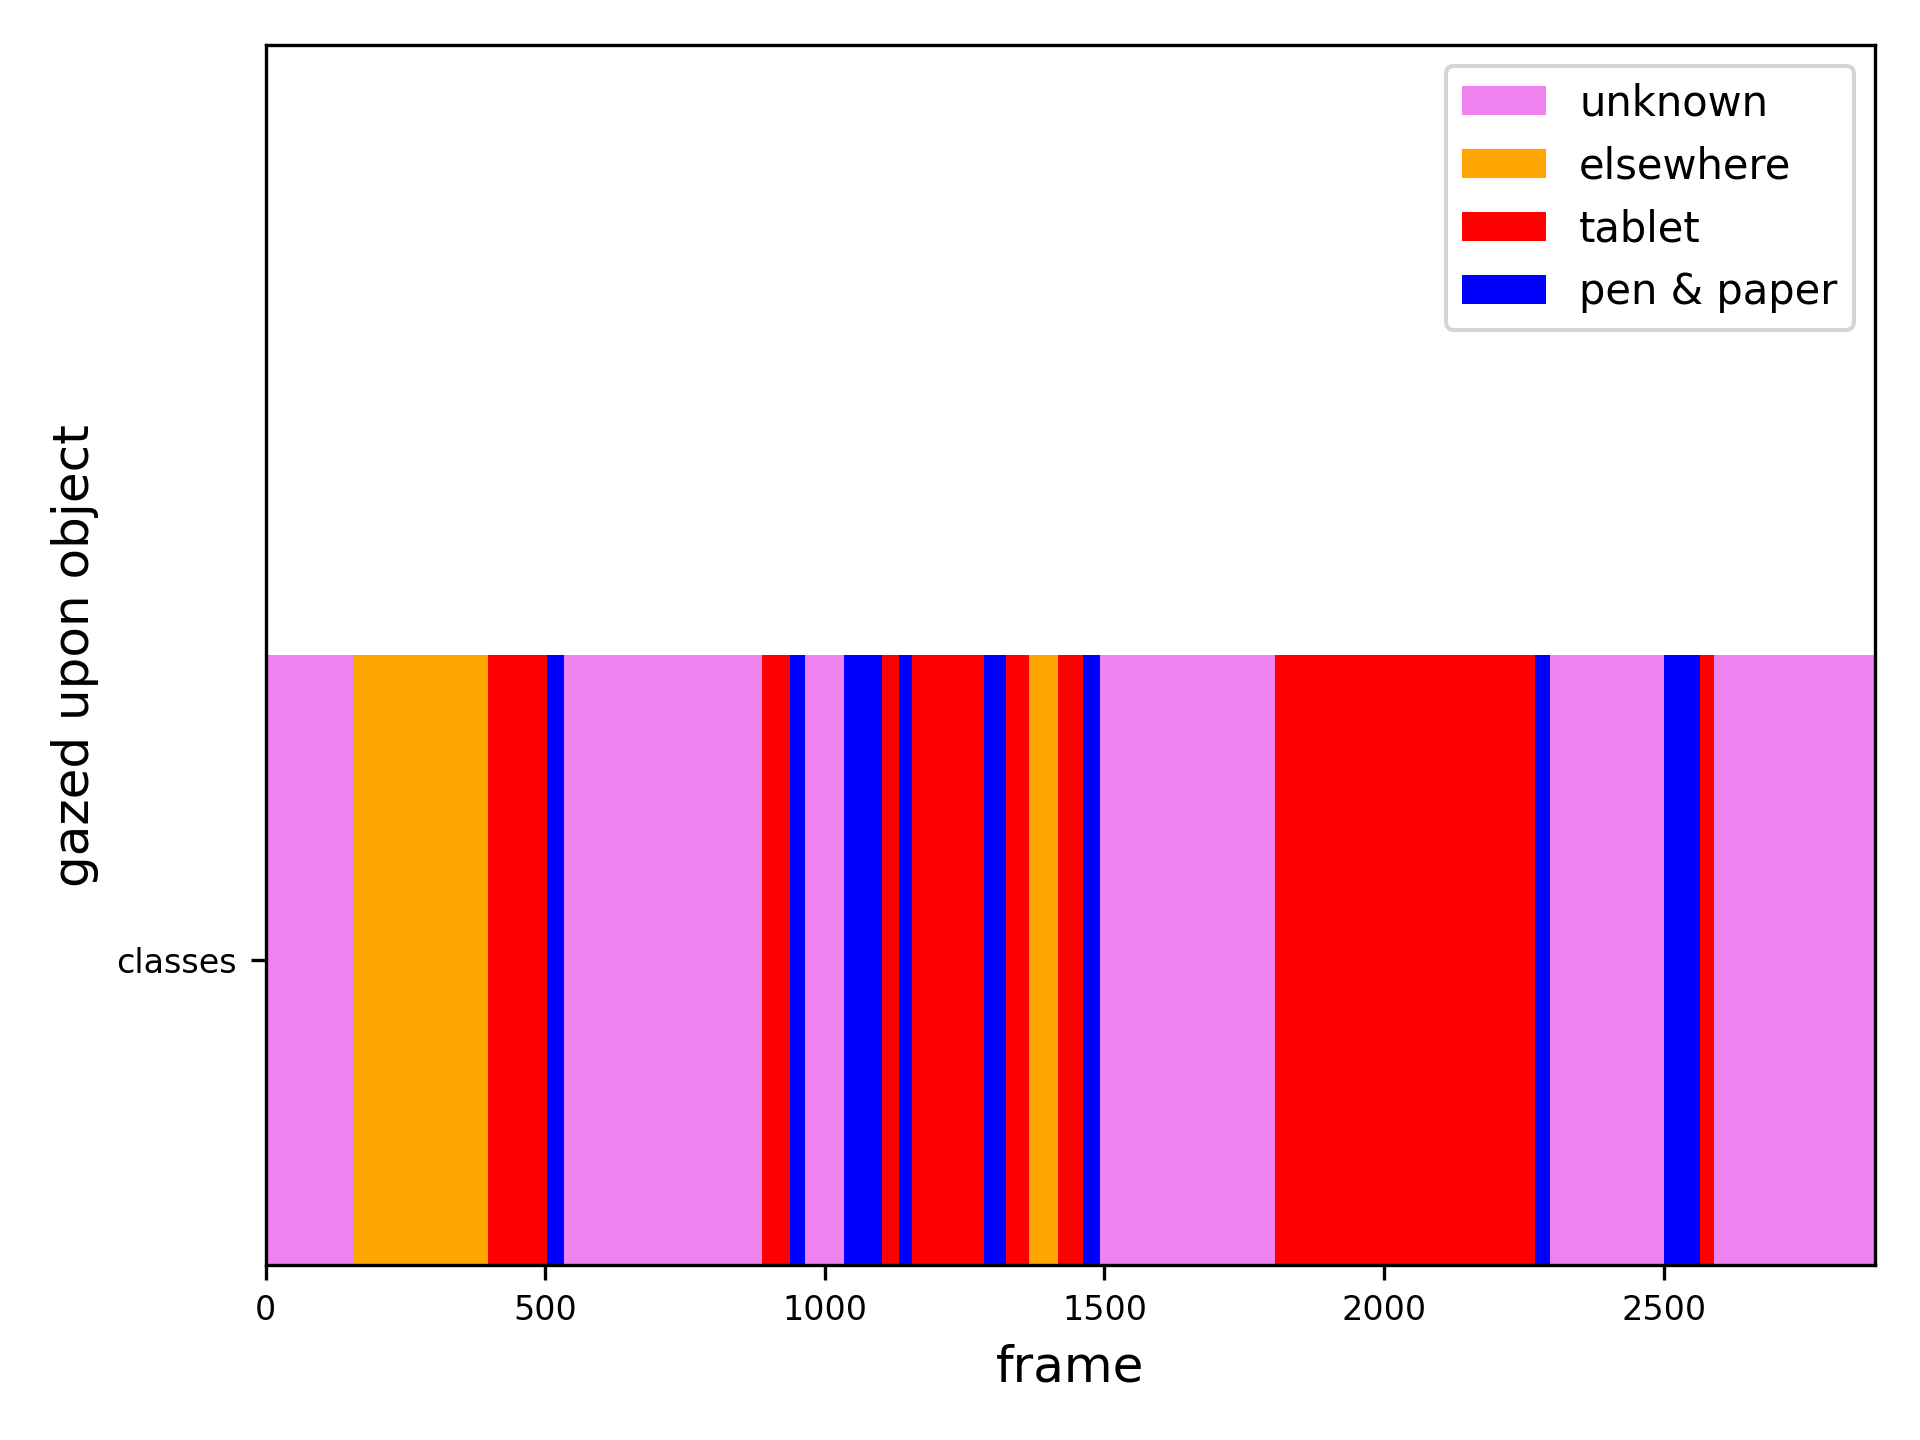 unknown
elsewhere
tablet
pen & paper
gazed upon object
classes
0 500 1000 1500 2000 2500
frame